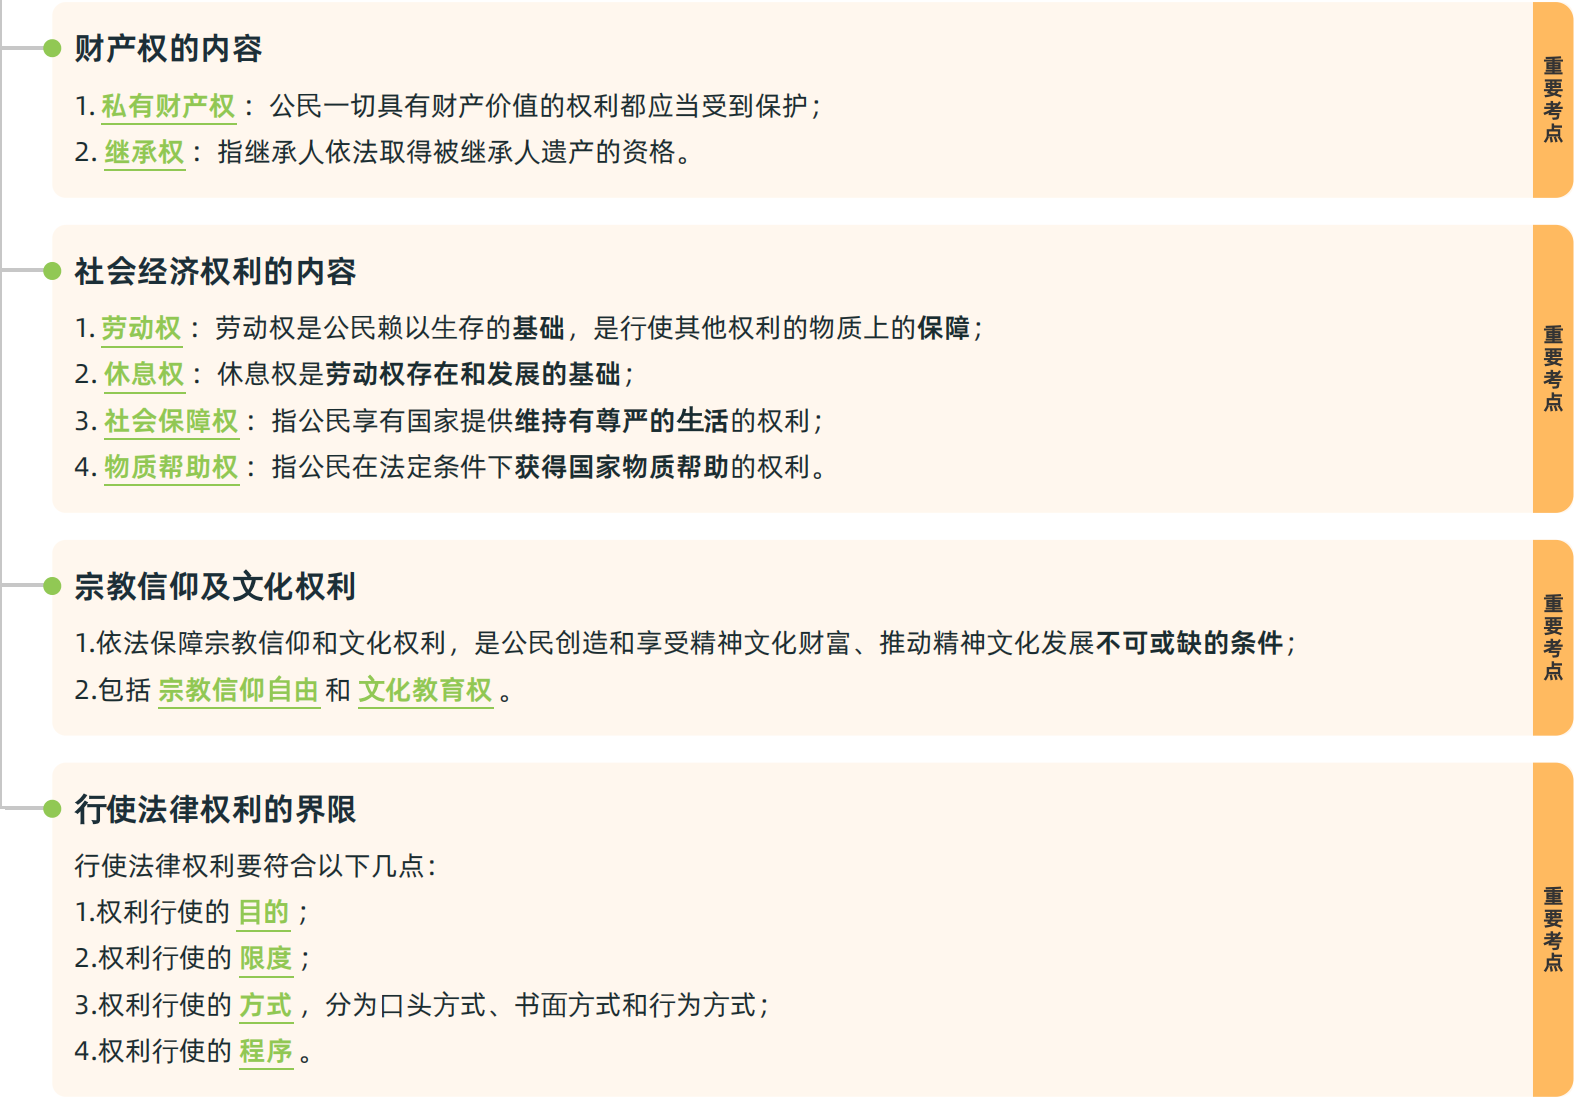 财产权的内容
1. 私有财产权：公民一切具有财产价值的权利都应当受到保护；
2. 继承权：指继承人依法取得被继承人遗产的资格。
重要考点
社会经济权利的内容
1. 劳动权：劳动权是公民赖以生存的基础，是行使其他权利的物质上的保障；
2. 休息权：休息权是劳动权存在和发展的基础；
3. 社会保障权：指公民享有国家提供维持有尊严的生活的权利；
4. 物质帮助权：指公民在法定条件下获得国家物质帮助的权利。
重要考点
宗教信仰及文化权利
1.依法保障宗教信仰和文化权利，是公民创造和享受精神文化财富、推动精神文化发展不可或缺的条件；
2.包括 宗教信仰自由 和 文化教育权 。
重要考点
行使法律权利的界限
行使法律权利要符合以下几点：
1.权利行使的 目的 ；
2.权利行使的 限度 ；
3.权利行使的 方式 ，分为口头方式、书面方式和行为方式；
4.权利行使的 程序 。
重要考点